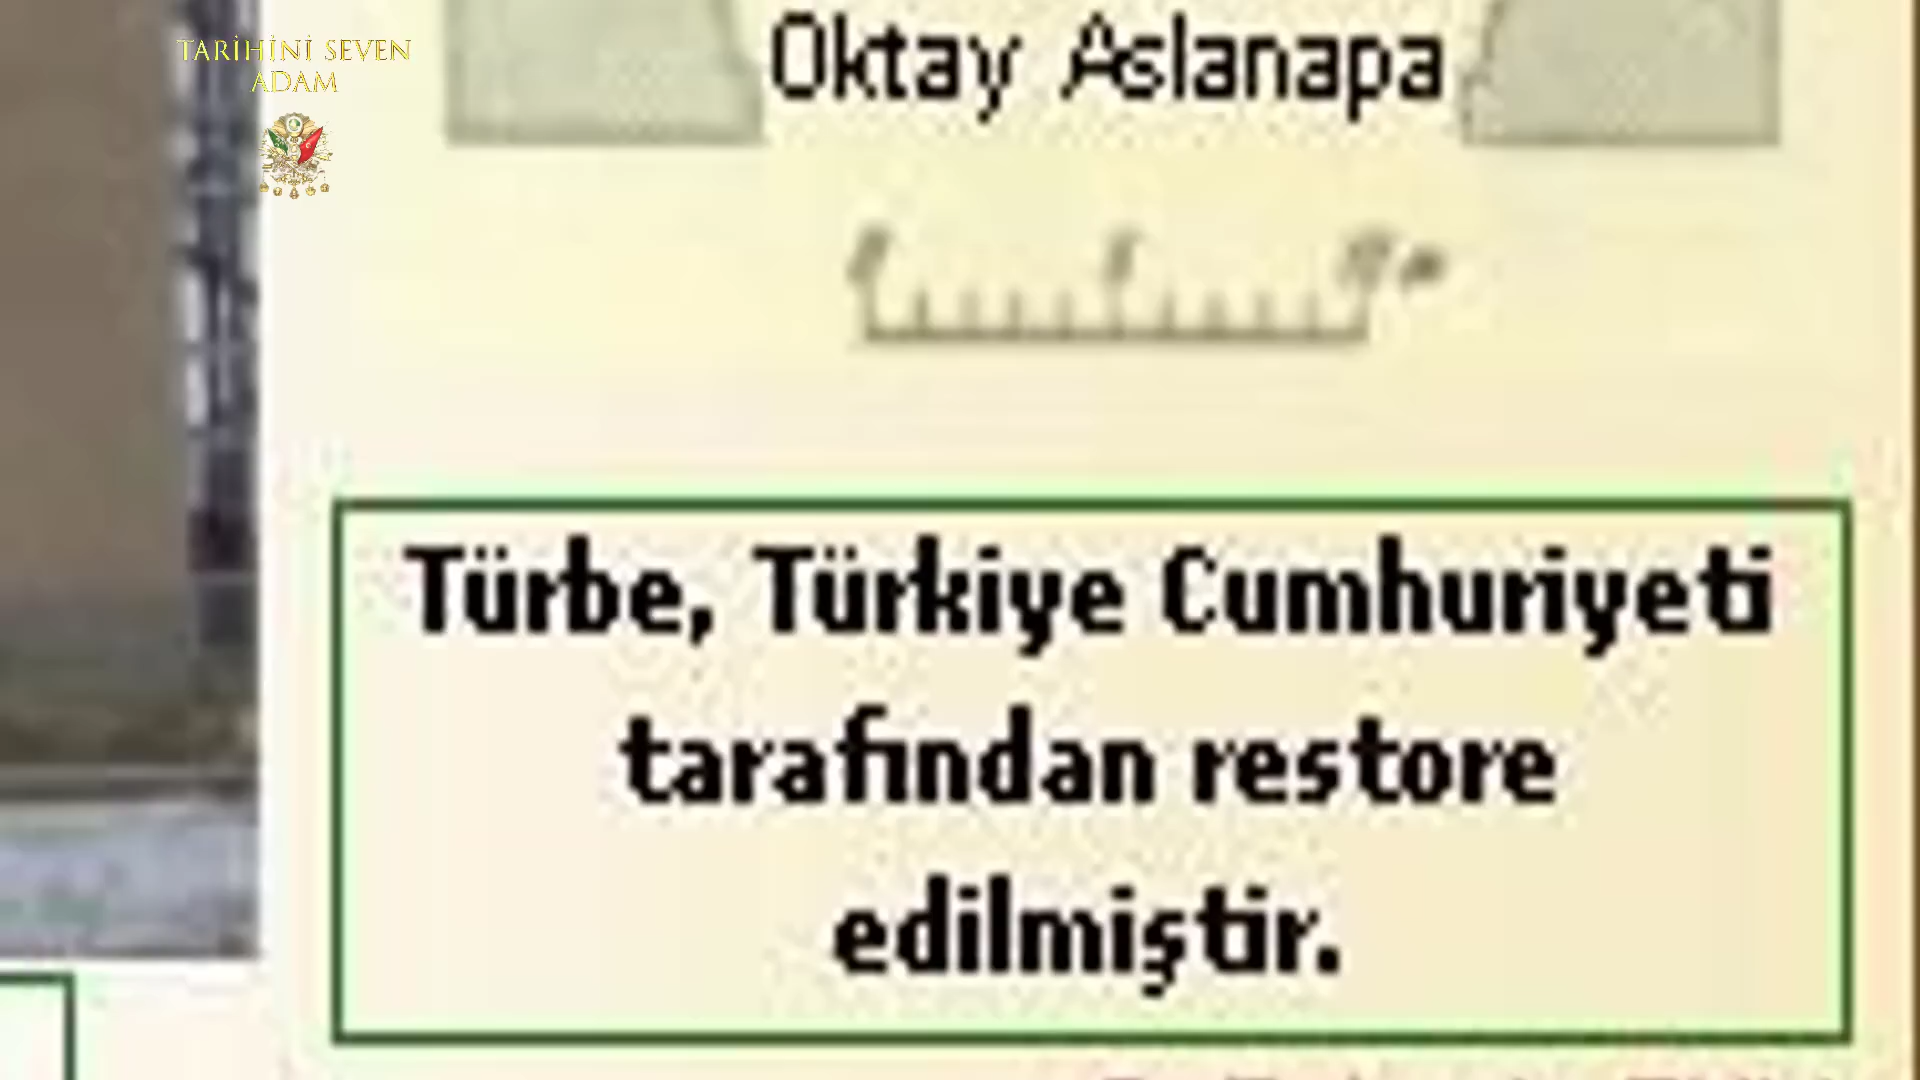 TARİHİNİ SEVEN
ADAM
Oktay Aslanapa
Türbe, Türkiye Cumhuriyeti
tarafından restore
edilmiştir.